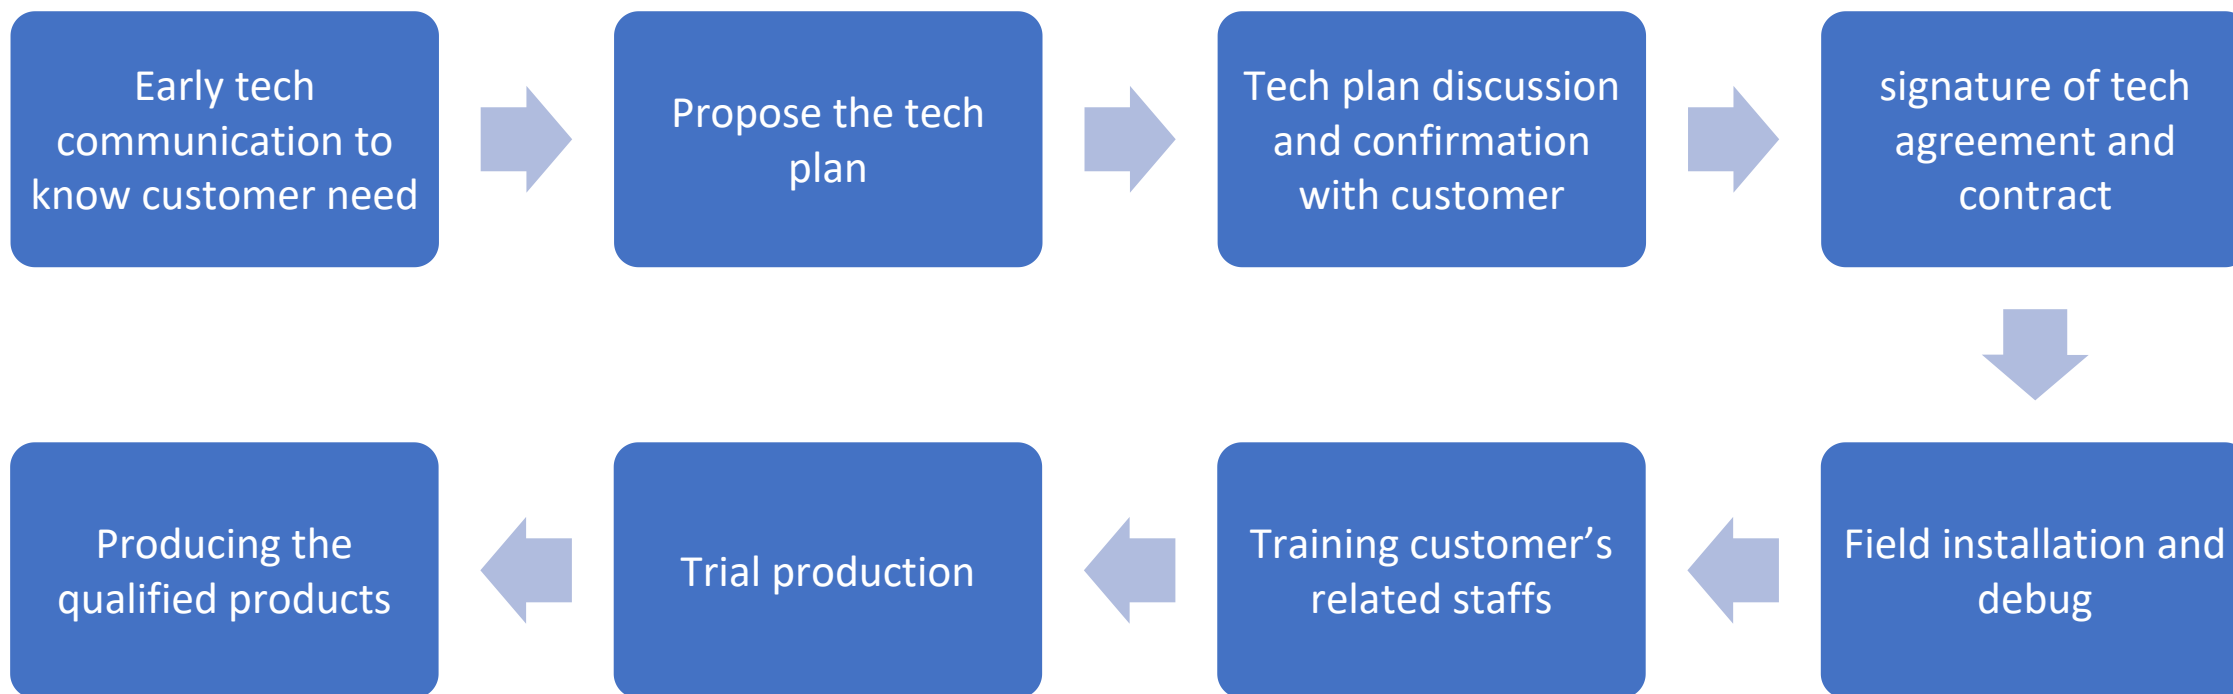 Early tech
communication to
know customer need
Propose the tech
plan
Tech plan discussion
and confirmation
with customer
signature of tech
agreement and
contract
Field installation and
debug
Training customer’s
related staffs
Trial production
Producing the
qualified products